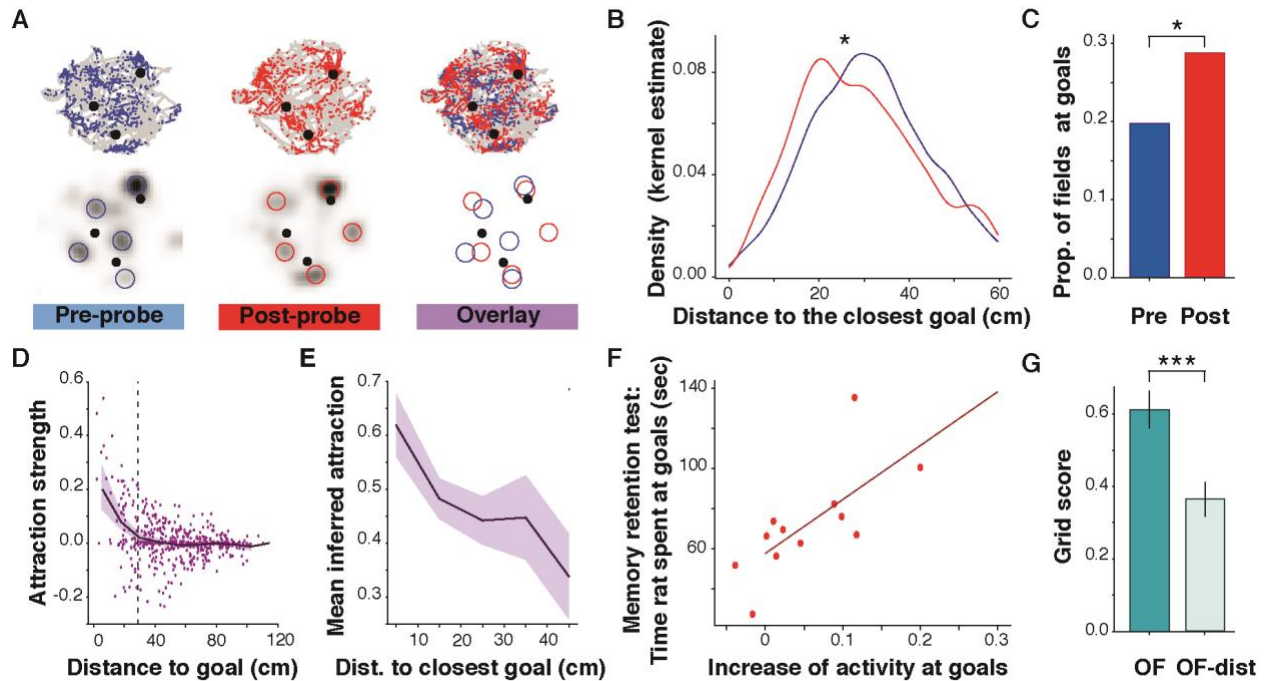 A
Pre-probe
Post-probe
Overlay
B
*
Density (kernel estimate)
0.08
0.04
0.00
0
20
40
60
Distance to the closest goal (cm)
C
*
Prop. of fields at goals
0.3
0.2
0.1
0.0
Pre Post
D
Attraction strength
0.6
0.4
0.2
0.0
-0.2
0
40
80
120
Distance to goal (cm)
E
Mean inferred attraction
0.7
0.6
0.5
0.4
0.3
10
20
30
40
Dist. to closest goal (cm)
F
Memory retention test:
Time rat spent at goals (sec)
140
100
60
0
0.1
0.2
0.3
Increase of activity at goals
G
***
Grid score
0.6
0.4
0.2
0.0
OF OF-dist